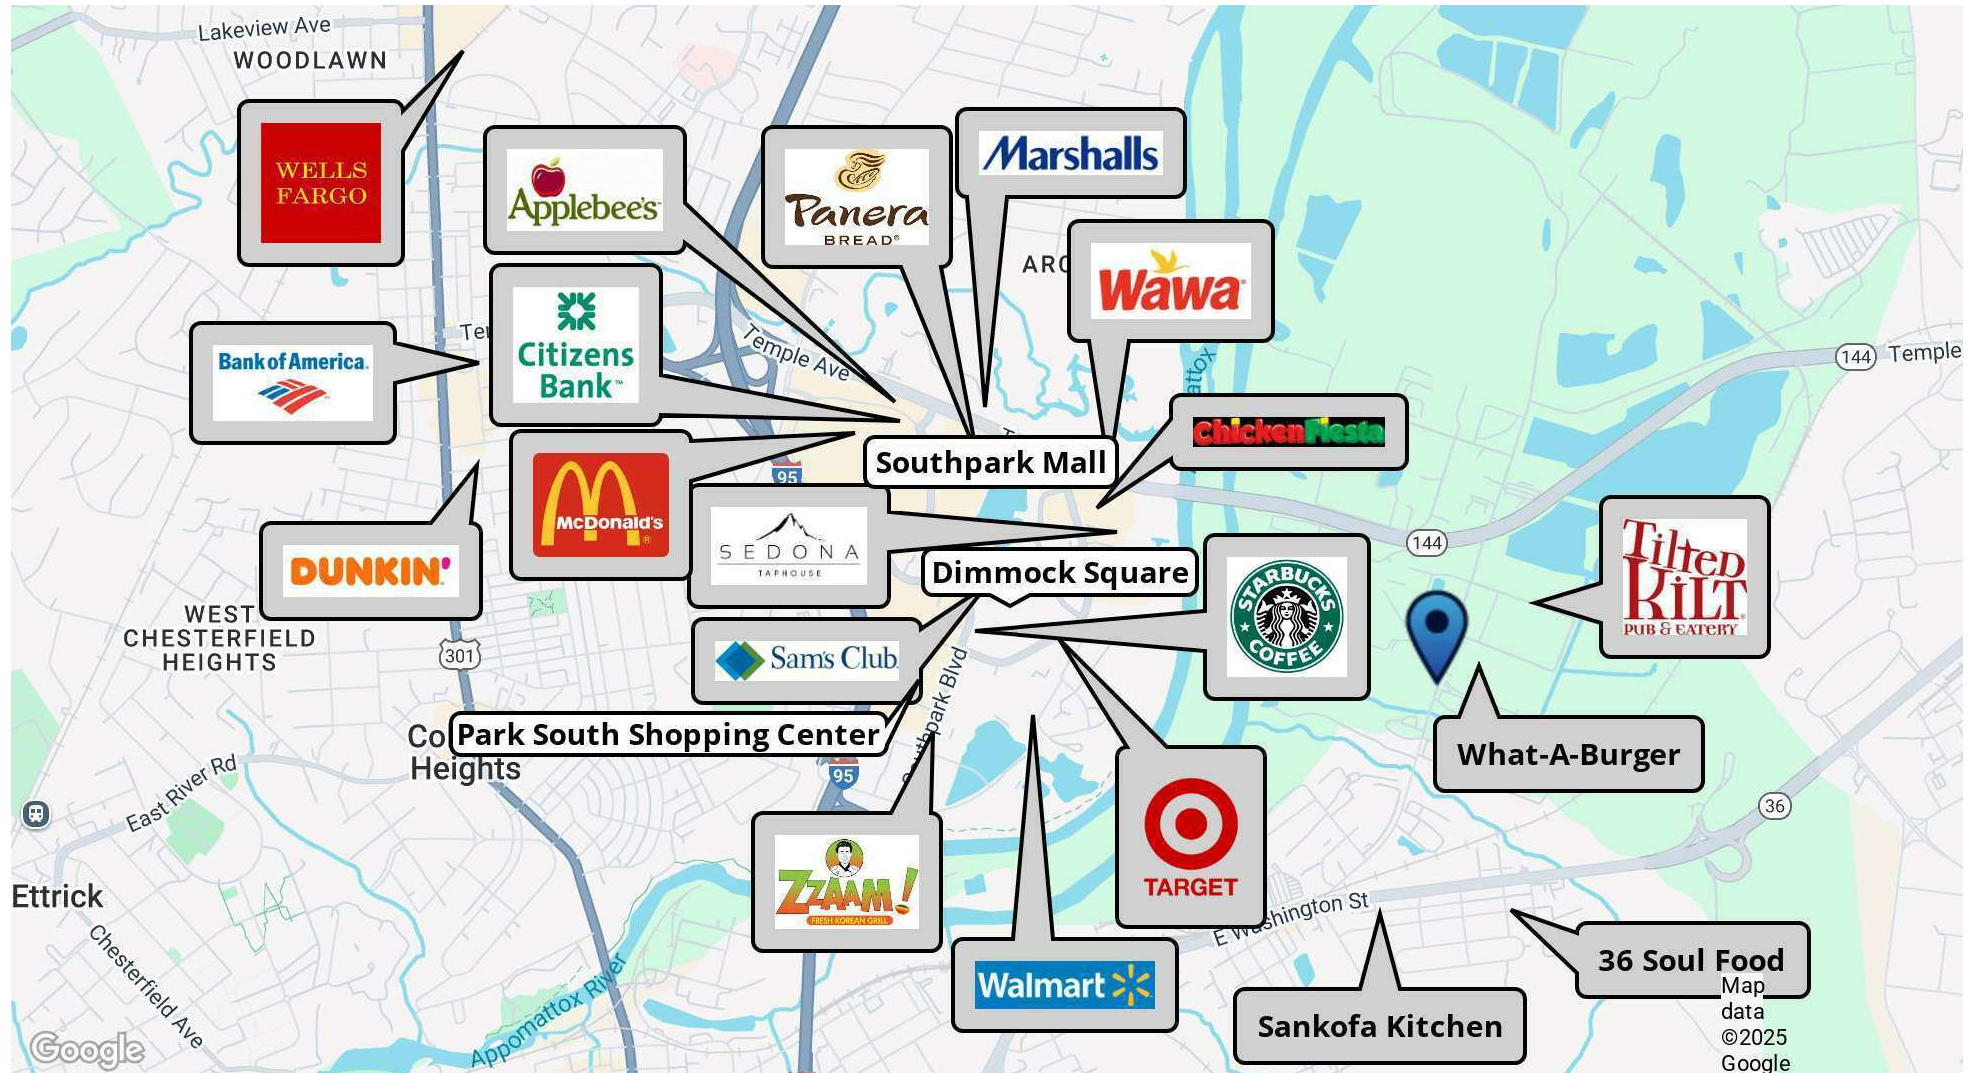 Lakeview Ave
WOODLAWN
WELLS
FARGO
Applebee's
Panera
BREAD®
Marshalls
ARC
Wawa
Bank of America
Citizens
Bank™
Temple Ave
144
Temple
ChickenFiesta
95
Southpark Mall
McDonald's
®
SEDONA
TAPHOUSE
DUNKIN'
144
Tilted
KiLT
PUB & EATERY
Dimmock Square
STARBUCKS
COFFEE
WEST
CHESTERFIELD
HEIGHTS
301
Sam's Club
Park South Shopping Center
Heights
Southpark Blvd
95
What-A-Burger
East River Rd
36
ZzAAM!
FRESH KOREAN GRILL
TARGET
Ettrick
Chesterfield Ave
E Washington St
Walmart
36 Soul Food
Sankofa Kitchen
Appomattox River
Google
Map
data
©2025
Google